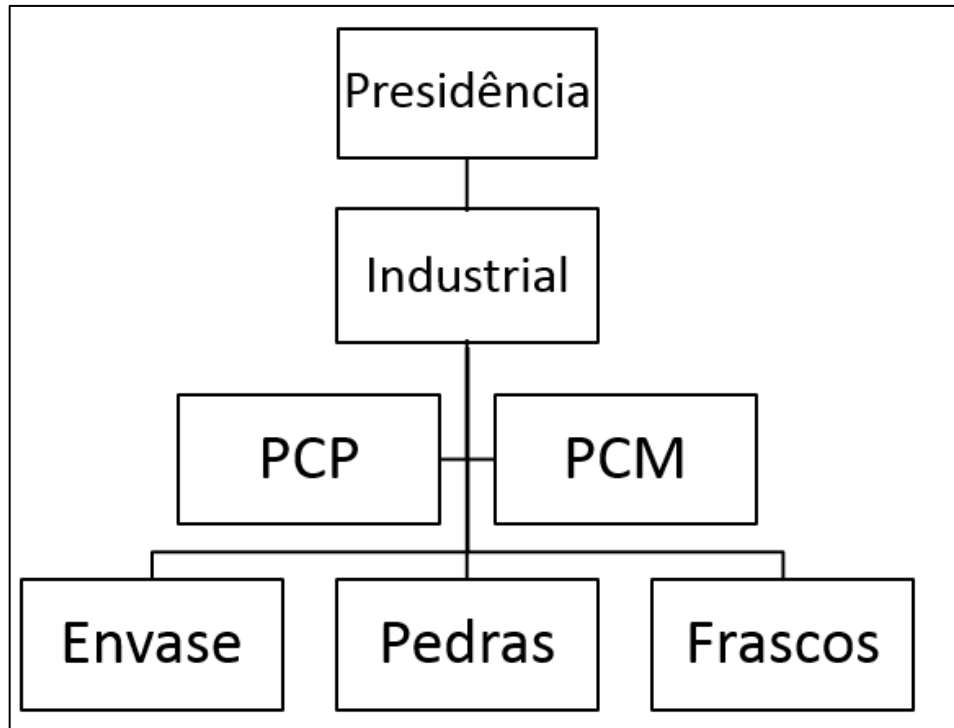 Presidência
Industrial
PCP
PCM
Envase
Pedras
Frascos